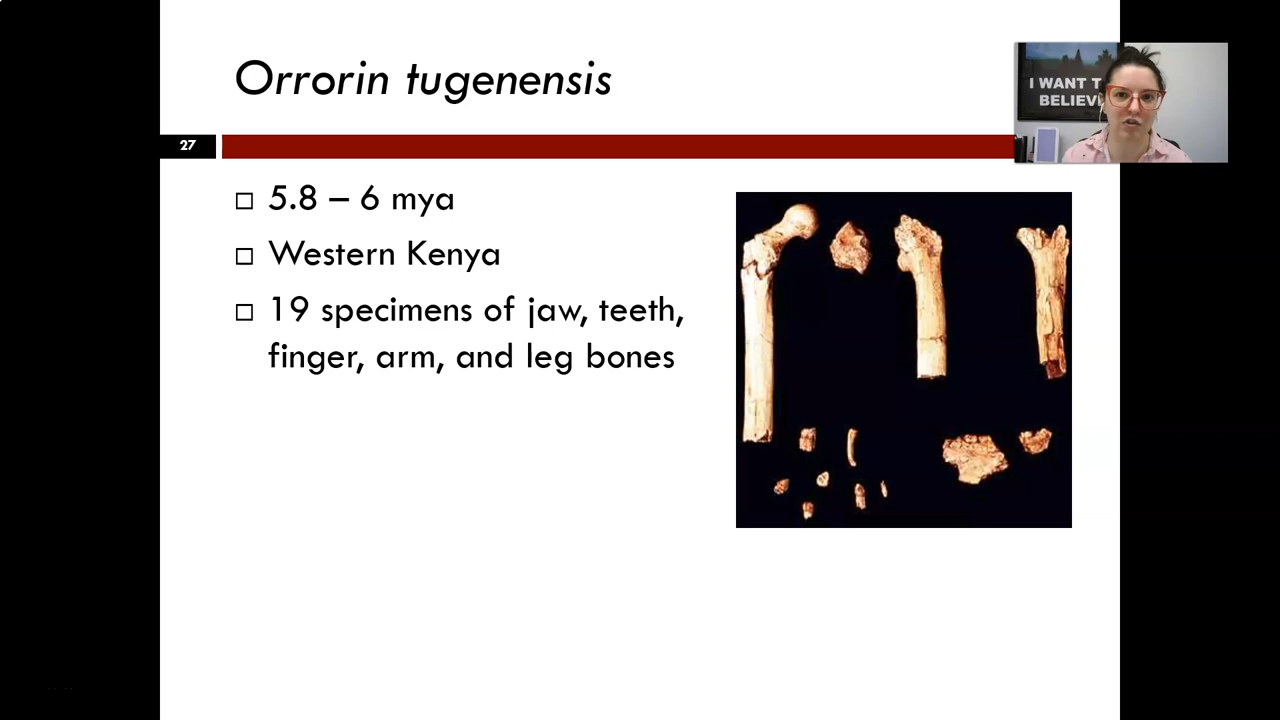 Orrorin tugenensis
I WANT T
BELIEV
27
5.8 – 6 mya
Western Kenya
19 specimens of jaw, teeth,
finger, arm, and leg bones